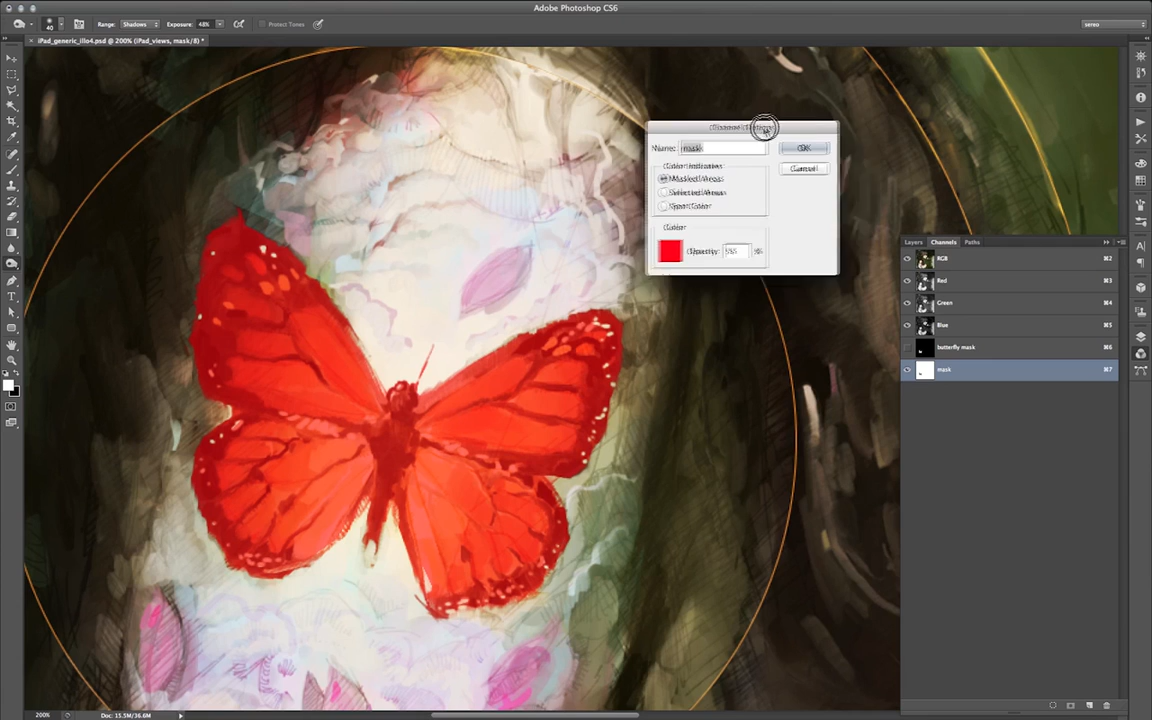 Adobe Photoshop CS6
40
Range: Shadows
Exposure: 48%
Protect Tones
sereo
× iPad_generic_illo4.psd @ 200% (iPad_views, mask/8) *
Name: mask
OK
Color Indicates:
Cancel
Masked Areas
Selected Areas
Spot Color
Color
Opacity: %
Layers Channels Paths
RGB ⌘2
Red ⌘3
Green ⌘4
Blue ⌘5
butterfly mask ⌘6
mask ⌘7
200% Doc: 15.5M/36.6M